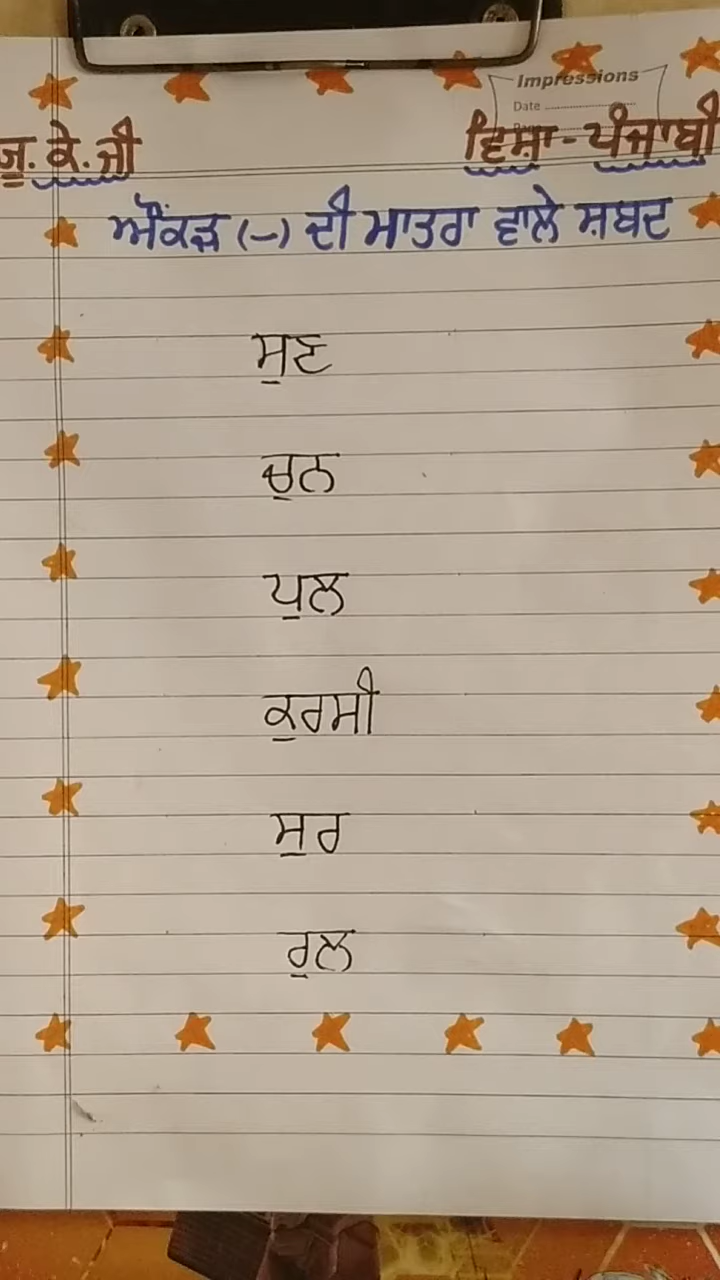 Impressions
Date
ਯੂ. ਕੇ. ਜੀ
ਵਿਸ਼ਾ - ਪੰਜਾਬੀ
ਔਂਕੜ (–) ਦੀ ਮਾਤਰਾ ਵਾਲੇ ਸ਼ਬਦ
ਸੁਣ
ਚੁਨ
ਪੁਲ
ਕੁਰਸੀ
ਸੁਰ
ਰੁਲ